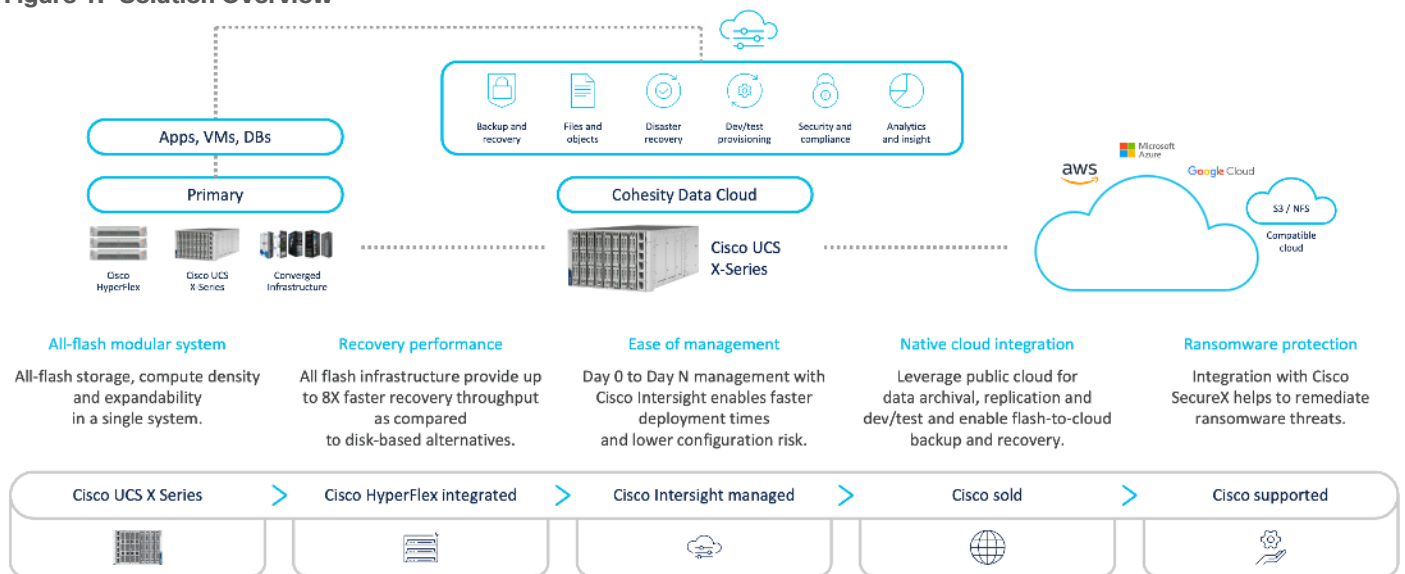 Figure 1. Solution Overview
Backup and
recovery
Files and
objects
Disaster
recovery
Dev/test
provisioning
Security and
compliance
Analytics
and insight
Apps, VMs, DBs
Primary
Cohesity Data Cloud
aws
Microsoft
Azure
Google Cloud
S3 / NFS
Compatible
cloud
Cisco
HyperFlex
Cisco UCS
X-Series
Converged
Infrastructure
Cisco UCS
X-Series
All-flash modular system
All-flash storage, compute density
and expandability
in a single system.
Recovery performance
All flash infrastructure provide up
to 8X faster recovery throughput
as compared
to disk-based alternatives.
Ease of management
Day 0 to Day N management with
Cisco Intersight enables faster
deployment times
and lower configuration risk.
Native cloud integration
Leverage public cloud for
data archival, replication and
dev/test and enable flash-to-cloud
backup and recovery.
Ransomware protection
Integration with Cisco
SecureX helps to remediate
ransomware threats.
Cisco UCS X Series
Cisco HyperFlex integrated
Cisco Intersight managed
Cisco sold
Cisco supported